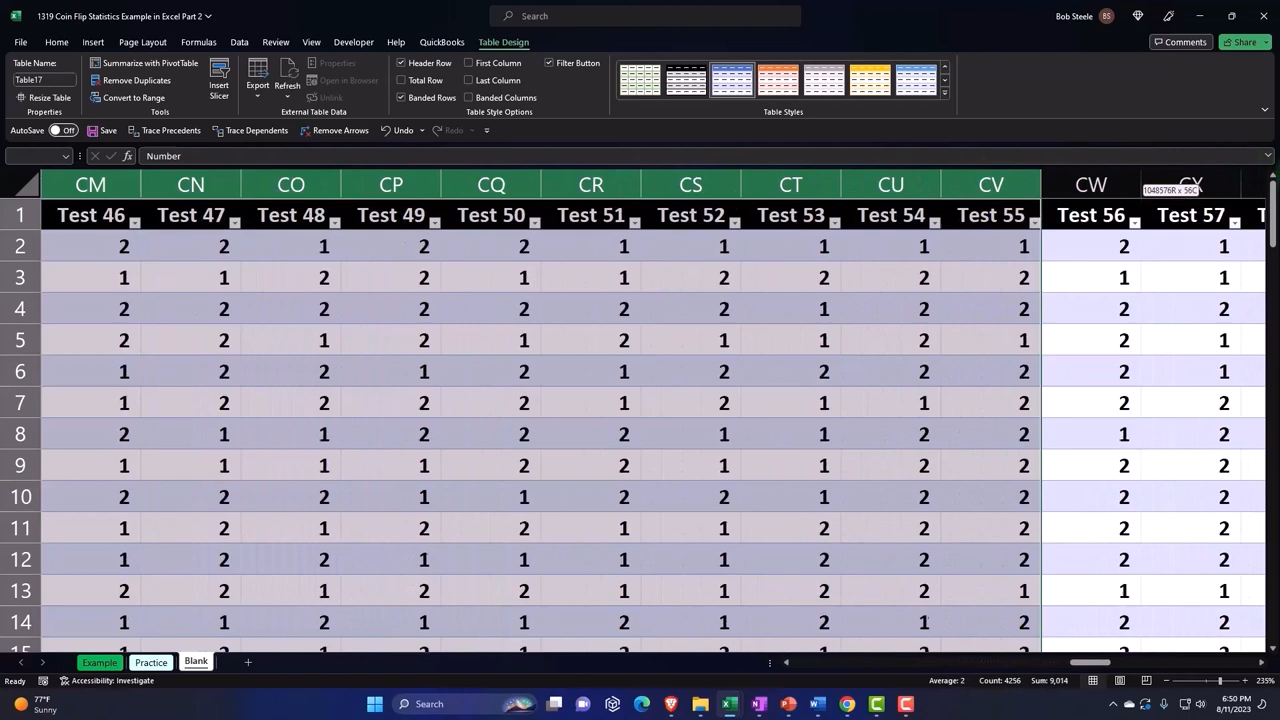 1319 Coin Flip Statistics Example in Excel Part 2
Search
Bob Steele BS
File Home Insert Page Layout Formulas Data Review View Developer Help QuickBooks Table Design
Comments Share
Table Name:
Table17
Resize Table
Properties
Summarize with PivotTable
Remove Duplicates
Convert to Range
Tools
Insert Slicer
Export
Refresh
Properties
Open in Browser
Unlink
External Table Data
Header Row
Total Row
Banded Rows
First Column
Last Column
Banded Columns
Filter Button
Table Style Options
Table Styles
AutoSave Off Save Trace Precedents Trace Dependents Remove Arrows Undo Redo
fx Number
CM CN CO CP CQ CR CS CT CU CV CW CX
1048576R x 56C
1 Test 46 Test 47 Test 48 Test 49 Test 50 Test 51 Test 52 Test 53 Test 54 Test 55 Test 56 Test 57
2 2 2 1 2 2 1 1 1 1 1 2 1
3 1 1 2 2 1 1 2 2 2 2 1 1
4 2 2 2 2 2 2 2 1 2 2 2 2
5 2 2 1 2 1 2 1 1 2 1 2 1
6 1 2 2 1 2 1 2 2 2 2 2 1
7 1 2 2 2 2 1 2 1 1 2 2 2
8 2 1 1 2 2 2 1 1 2 2 1 2
9 1 1 1 1 2 2 1 1 2 2 2 2
10 2 2 2 1 1 2 2 1 2 2 2 2
11 1 2 1 2 2 1 1 2 2 2 2 2
12 1 2 2 1 1 1 1 2 2 2 2 2
13 2 2 1 2 2 1 1 2 2 1 1 1
14 1 1 2 1 1 2 1 2 1 2 2 2
Example Practice Blank
Ready Accessibility: Investigate Average: 2 Count: 4256 Sum: 9,014 235%
77°F
Sunny
Search
6:50 PM
8/11/2023